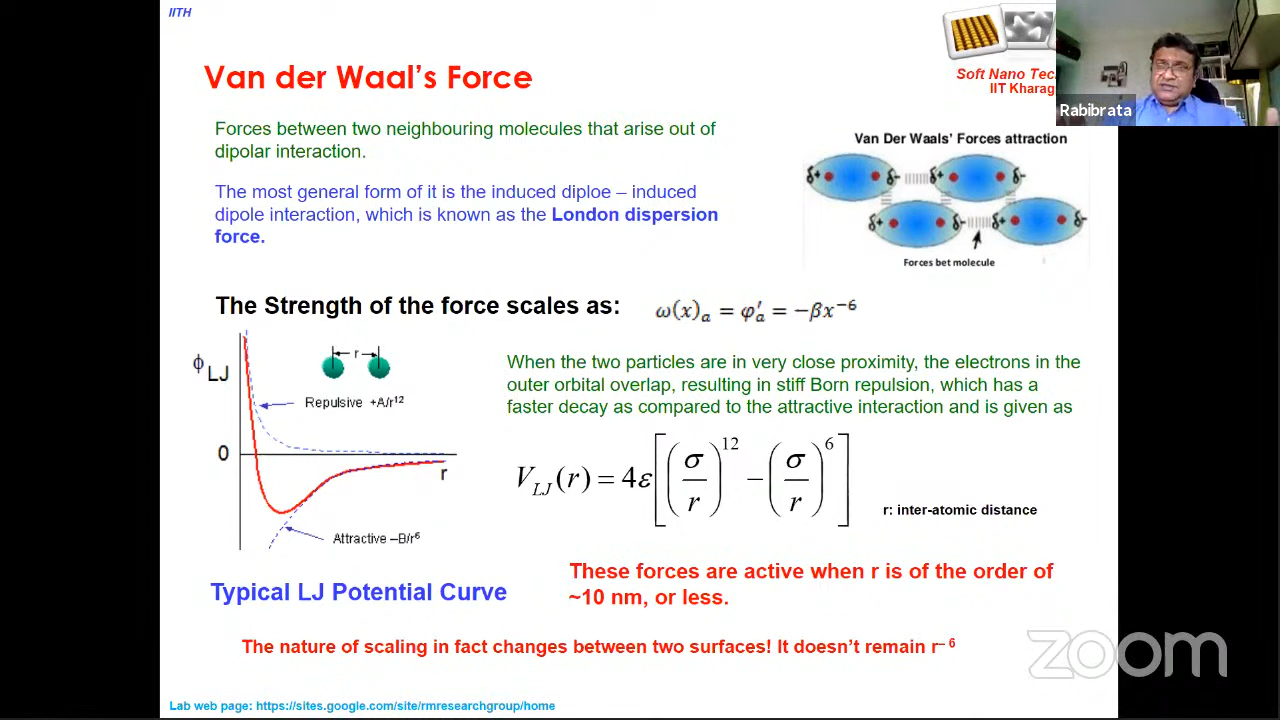 IITH
Van der Waal's Force
Soft Nano Tec
IIT Kharag
Rabibrata
Forces between two neighbouring molecules that arise out of
dipolar interaction.
The most general form of it is the induced diploe – induced
dipole interaction, which is known as the London dispersion
force.
Van Der Waals' Forces attraction
δ+ δ- δ+ δ-
δ+ δ- δ+ δ-
Forces bet molecule
The Strength of the force scales as: ω(x)ₐ = φ′ₐ = −βx⁻⁶
ϕ LJ
r
Repulsive +A/r¹²
0
r
Attractive –B/r⁶
When the two particles are in very close proximity, the electrons in the
outer orbital overlap, resulting in stiff Born repulsion, which has a
faster decay as compared to the attractive interaction and is given as
V_LJ(r) = 4ε[(σ/r)¹² − (σ/r)⁶]
r: inter-atomic distance
Typical LJ Potential Curve
These forces are active when r is of the order of
~10 nm, or less.
The nature of scaling in fact changes between two surfaces! It doesn't remain r⁻⁶
zoom
Lab web page: https://sites.google.com/site/rmresearchgroup/home